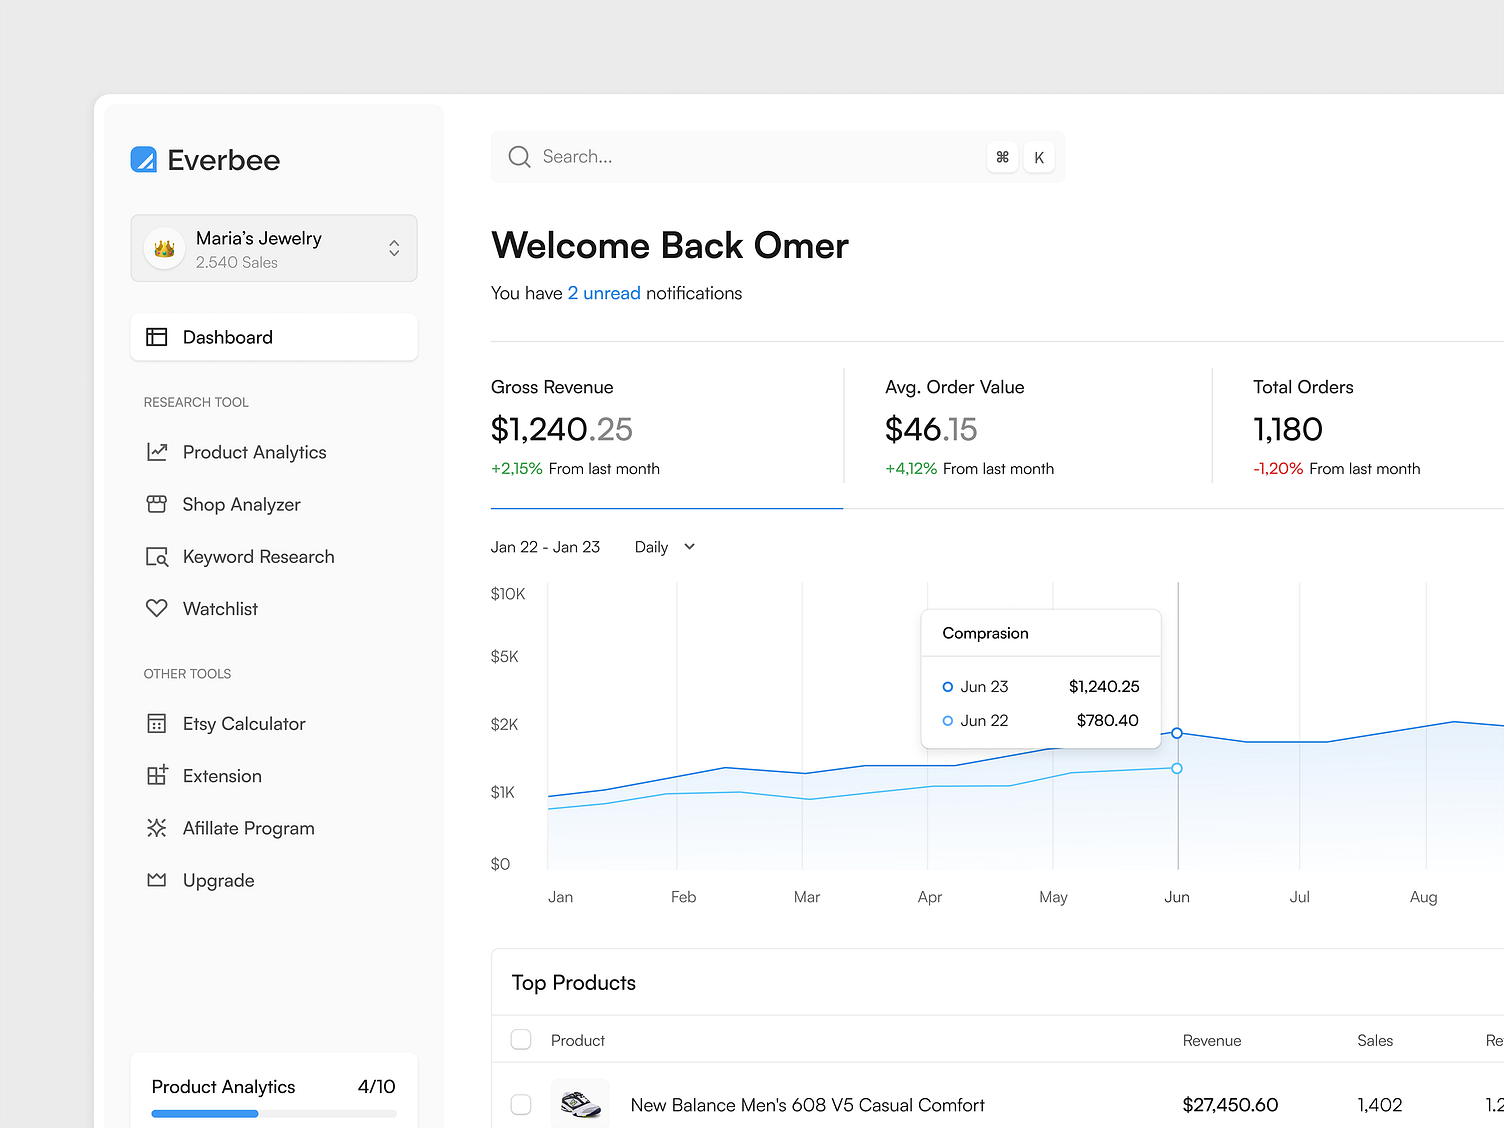 Everbee
Maria’s Jewelry
2.540 Sales
Dashboard
RESEARCH TOOL
Product Analytics
Shop Analyzer
Keyword Research
Watchlist
OTHER TOOLS
Etsy Calculator
Extension
Afillate Program
Upgrade
Product Analytics 4/10
Search... ⌘ K
Welcome Back Omer
You have 2 unread notifications
Gross Revenue
$1,240.25
+2,15% From last month
Avg. Order Value
$46.15
+4,12% From last month
Total Orders
1,180
-1,20% From last month
Jan 22 - Jan 23 Daily
$10K
$5K
$2K
$1K
$0
Comprasion
Jun 23 $1,240.25
Jun 22 $780.40
Jan Feb Mar Apr May Jun Jul Aug
Top Products
Product Revenue Sales
New Balance Men's 608 V5 Casual Comfort $27,450.60 1,402